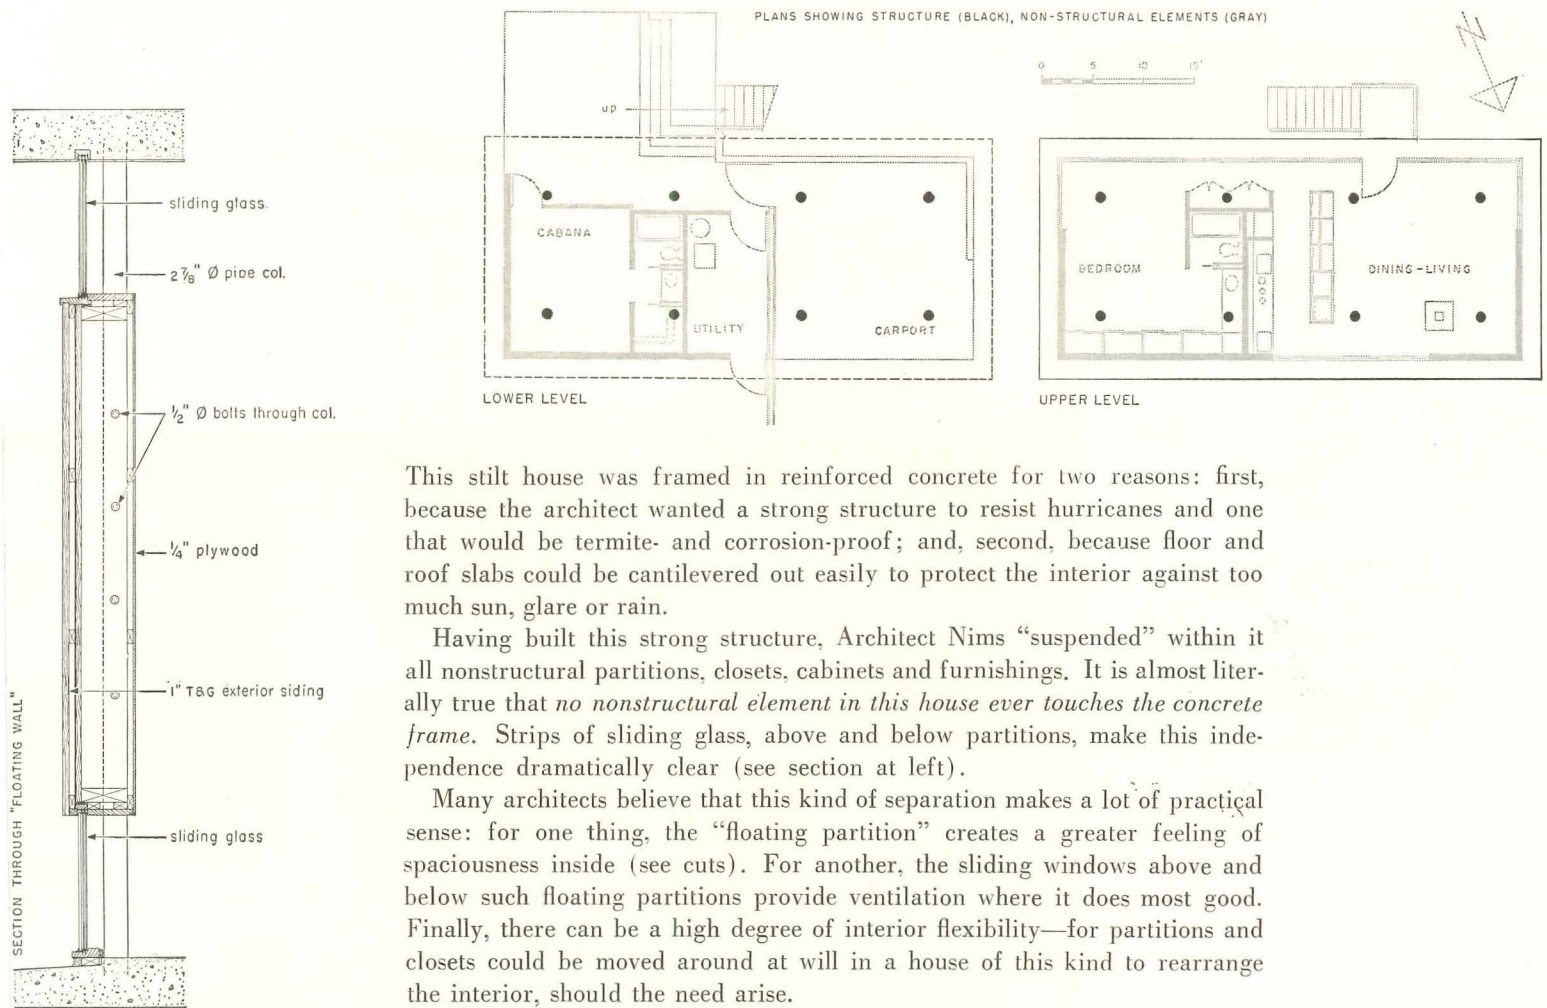 PLANS SHOWING STRUCTURE (BLACK), NON-STRUCTURAL ELEMENTS (GRAY)
N
0 5 10 15'
up
CABANA
UTILITY
CARPORT
LOWER LEVEL
BEDROOM
DINING-LIVING
UPPER LEVEL
sliding glass
2 7/8" Ø pipe col.
1/2" Ø bolts through col.
1/4" plywood
1" T&G exterior siding
sliding glass
SECTION THROUGH "FLOATING WALL"
This stilt house was framed in reinforced concrete for two reasons: first,
because the architect wanted a strong structure to resist hurricanes and one
that would be termite- and corrosion-proof; and, second, because floor and
roof slabs could be cantilevered out easily to protect the interior against too
much sun, glare or rain.
Having built this strong structure, Architect Nims “suspended” within it
all nonstructural partitions, closets, cabinets and furnishings. It is almost liter-
ally true that no nonstructural element in this house ever touches the concrete
frame. Strips of sliding glass, above and below partitions, make this inde-
pendence dramatically clear (see section at left).
Many architects believe that this kind of separation makes a lot of practical
sense: for one thing, the “floating partition” creates a greater feeling of
spaciousness inside (see cuts). For another, the sliding windows above and
below such floating partitions provide ventilation where it does most good.
Finally, there can be a high degree of interior flexibility—for partitions and
closets could be moved around at will in a house of this kind to rearrange
the interior, should the need arise.